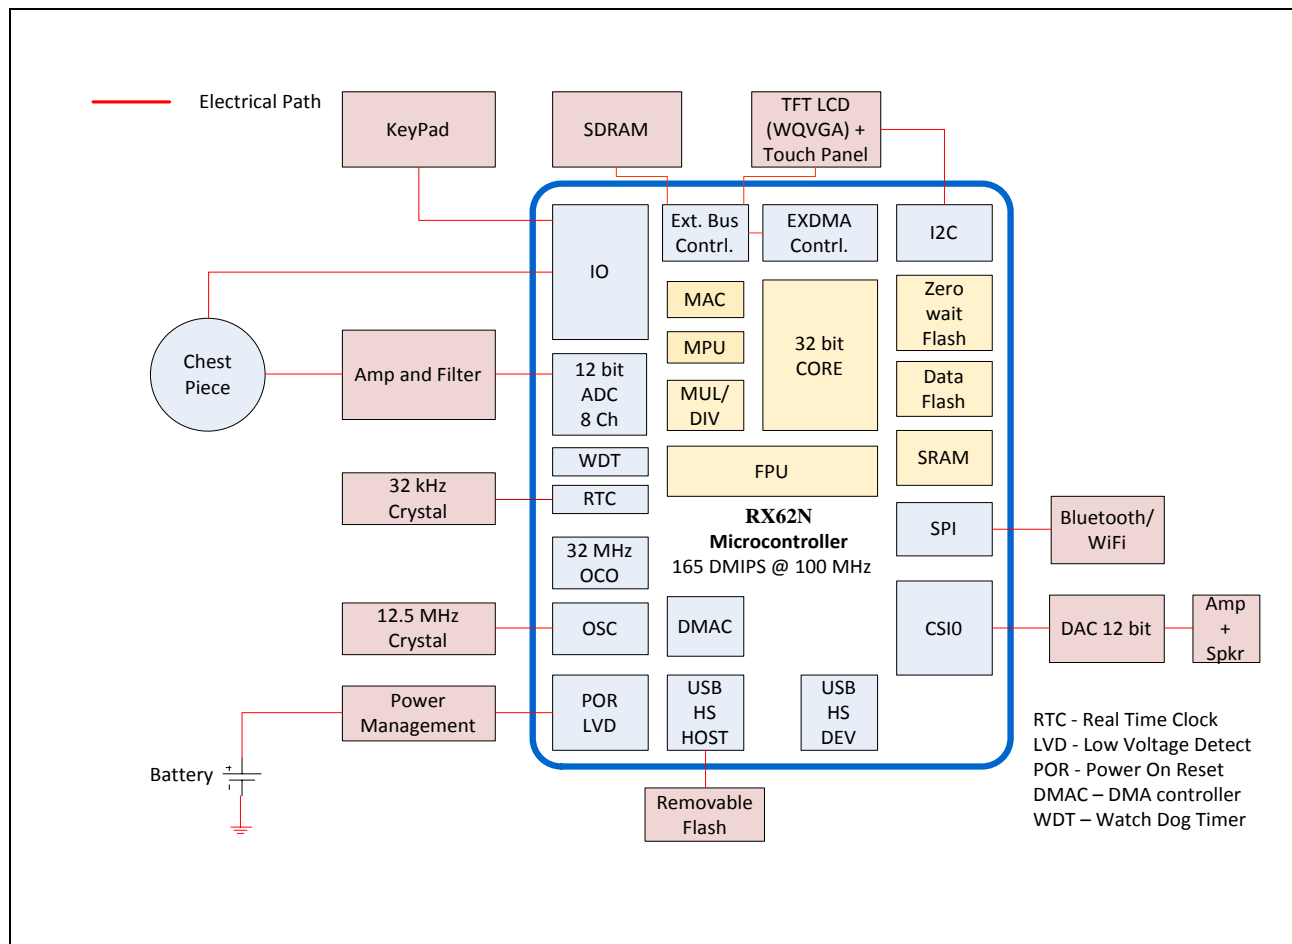 Electrical Path
KeyPad
SDRAM
TFT LCD
(WQVGA) +
Touch Panel
IO
Ext. Bus
Contrl.
EXDMA
Contrl.
I2C
MAC
MPU
MUL/
DIV
32 bit
CORE
Zero
wait
Flash
Data
Flash
Chest
Piece
Amp and Filter
12 bit
ADC
8 Ch
WDT
RTC
FPU
SRAM
32 kHz
Crystal
RX62N
Microcontroller
165 DMIPS @ 100 MHz
SPI
Bluetooth/
WiFi
32 MHz
OCO
12.5 MHz
Crystal
OSC
DMAC
CSI0
DAC 12 bit
Amp
+
Spkr
Power
Management
POR
LVD
USB
HS
HOST
USB
HS
DEV
Battery
+
-
Removable
Flash
RTC - Real Time Clock
LVD - Low Voltage Detect
POR - Power On Reset
DMAC – DMA controller
WDT – Watch Dog Timer